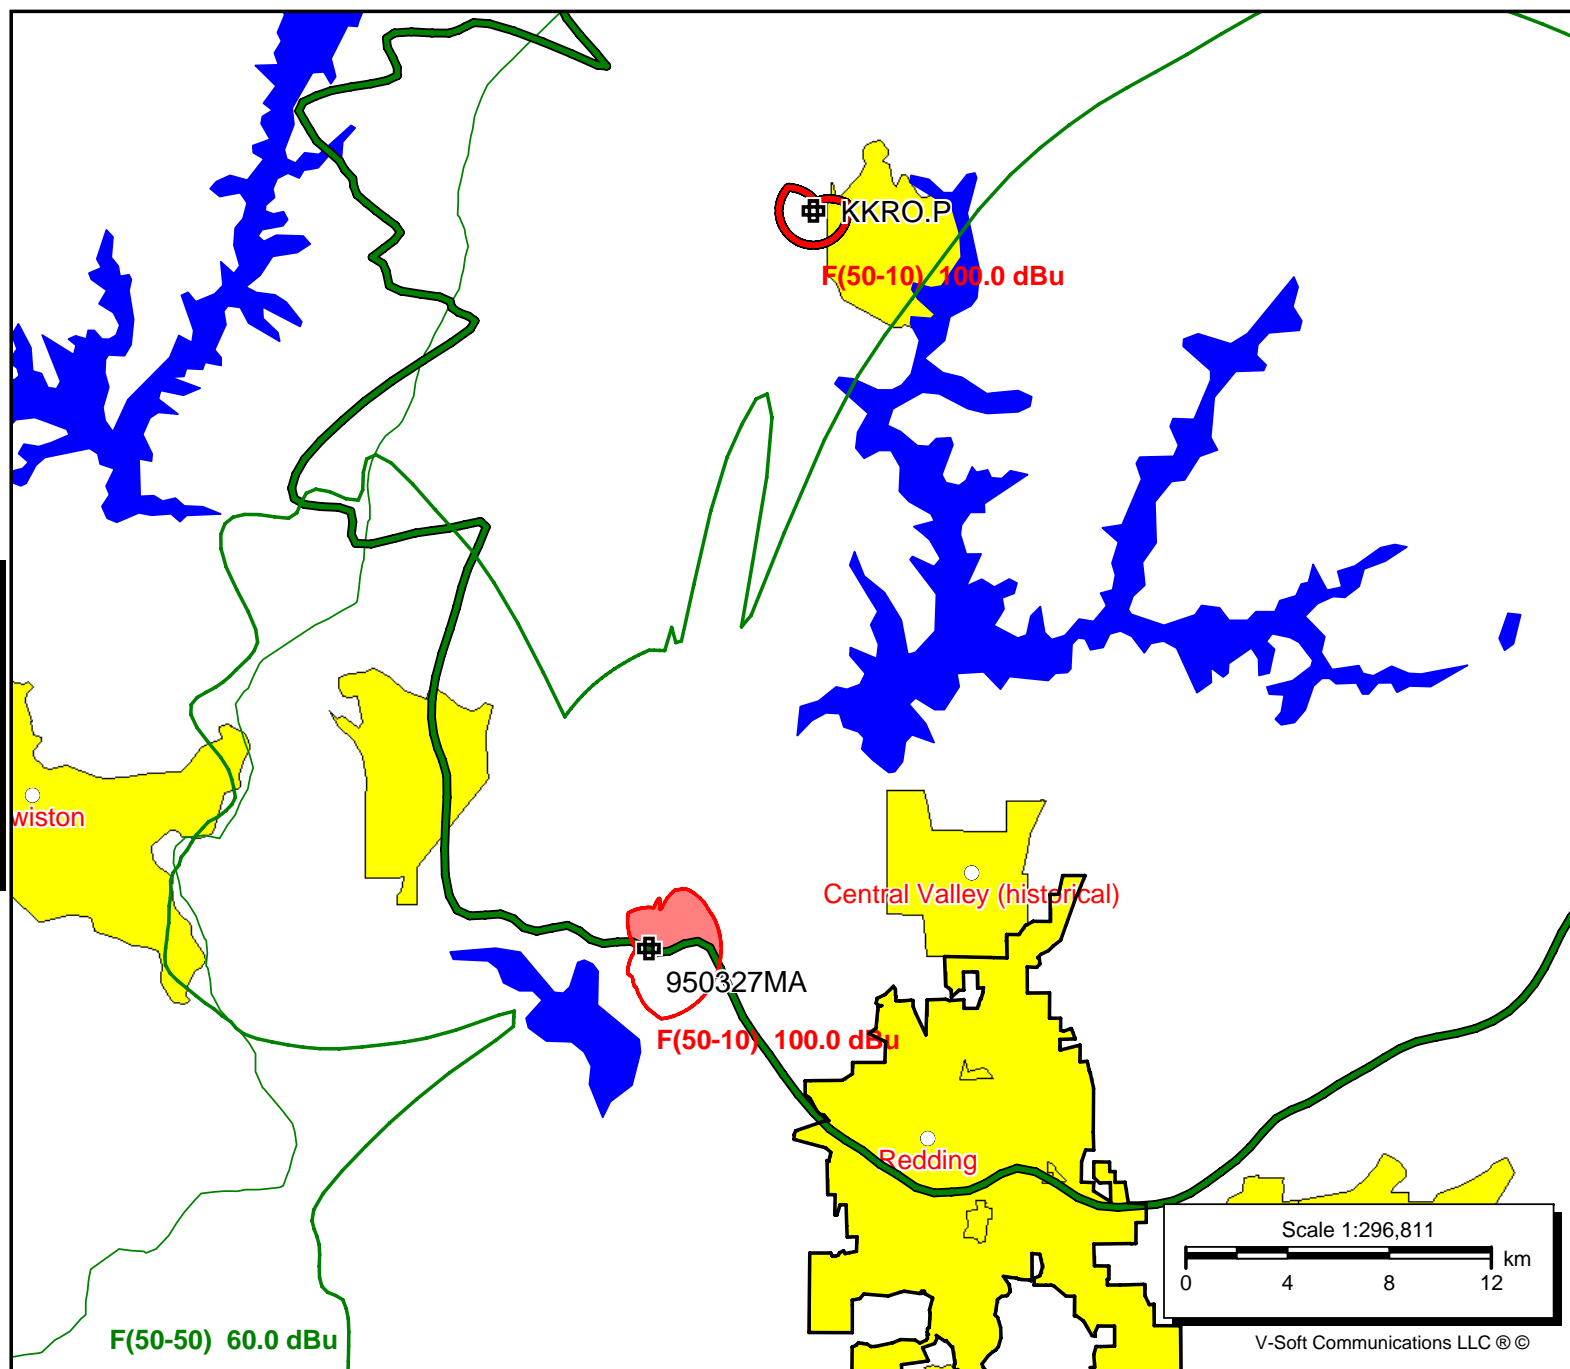 KKRO.P
F(50-10) 100.0 dBu
wiston
Central Valley (historical)
950327MA
F(50-10) 100.0 dBu
Redding
Scale 1:296,811
km
0 4 8 12
F(50-50) 60.0 dBu
V-Soft Communications LLC ® ©